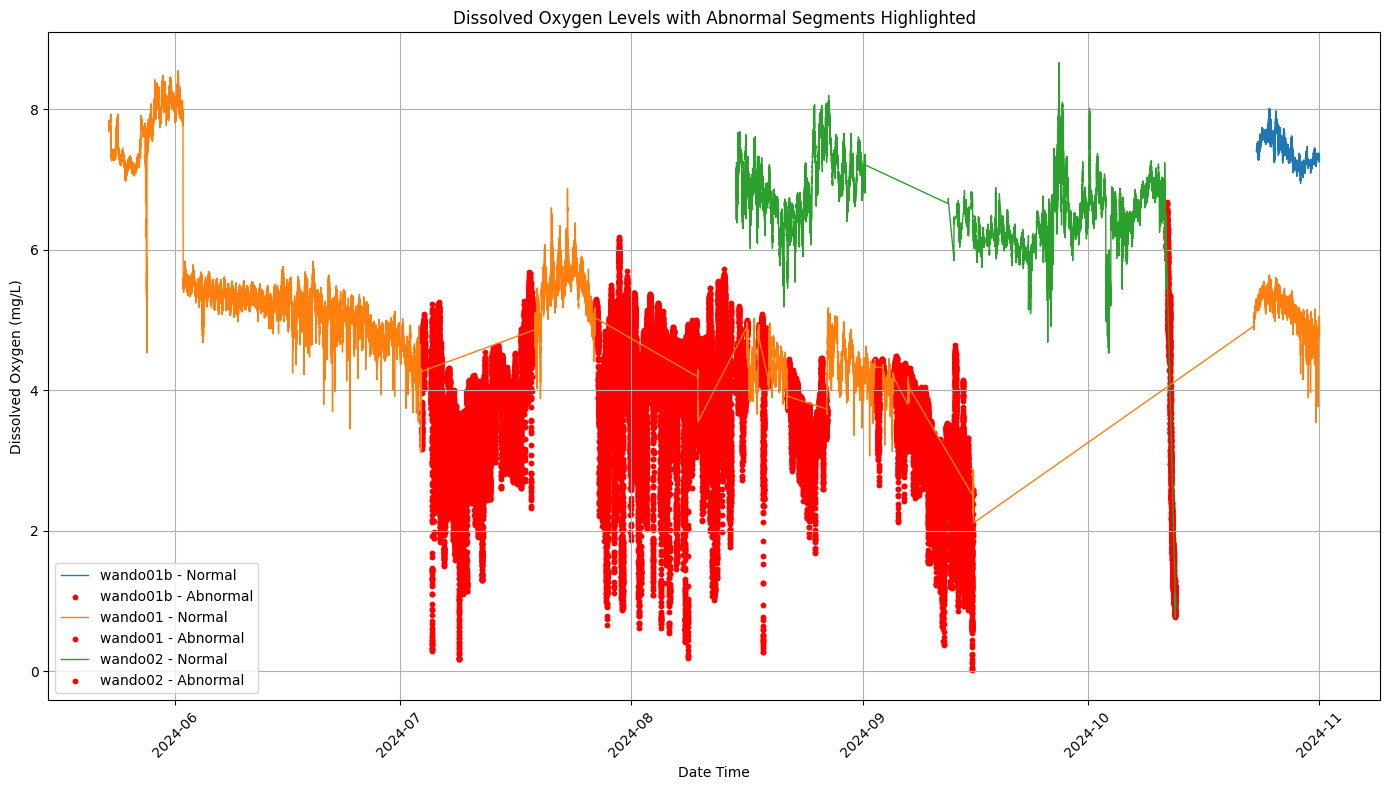 Dissolved Oxygen Levels with Abnormal Segments Highlighted
Dissolved Oxygen (mg/L)
8
6
4
2
0
wando01b - Normal
wando01b - Abnormal
wando01 - Normal
wando01 - Abnormal
wando02 - Normal
wando02 - Abnormal
2024-06
2024-07
2024-08
2024-09
2024-10
2024-11
Date Time